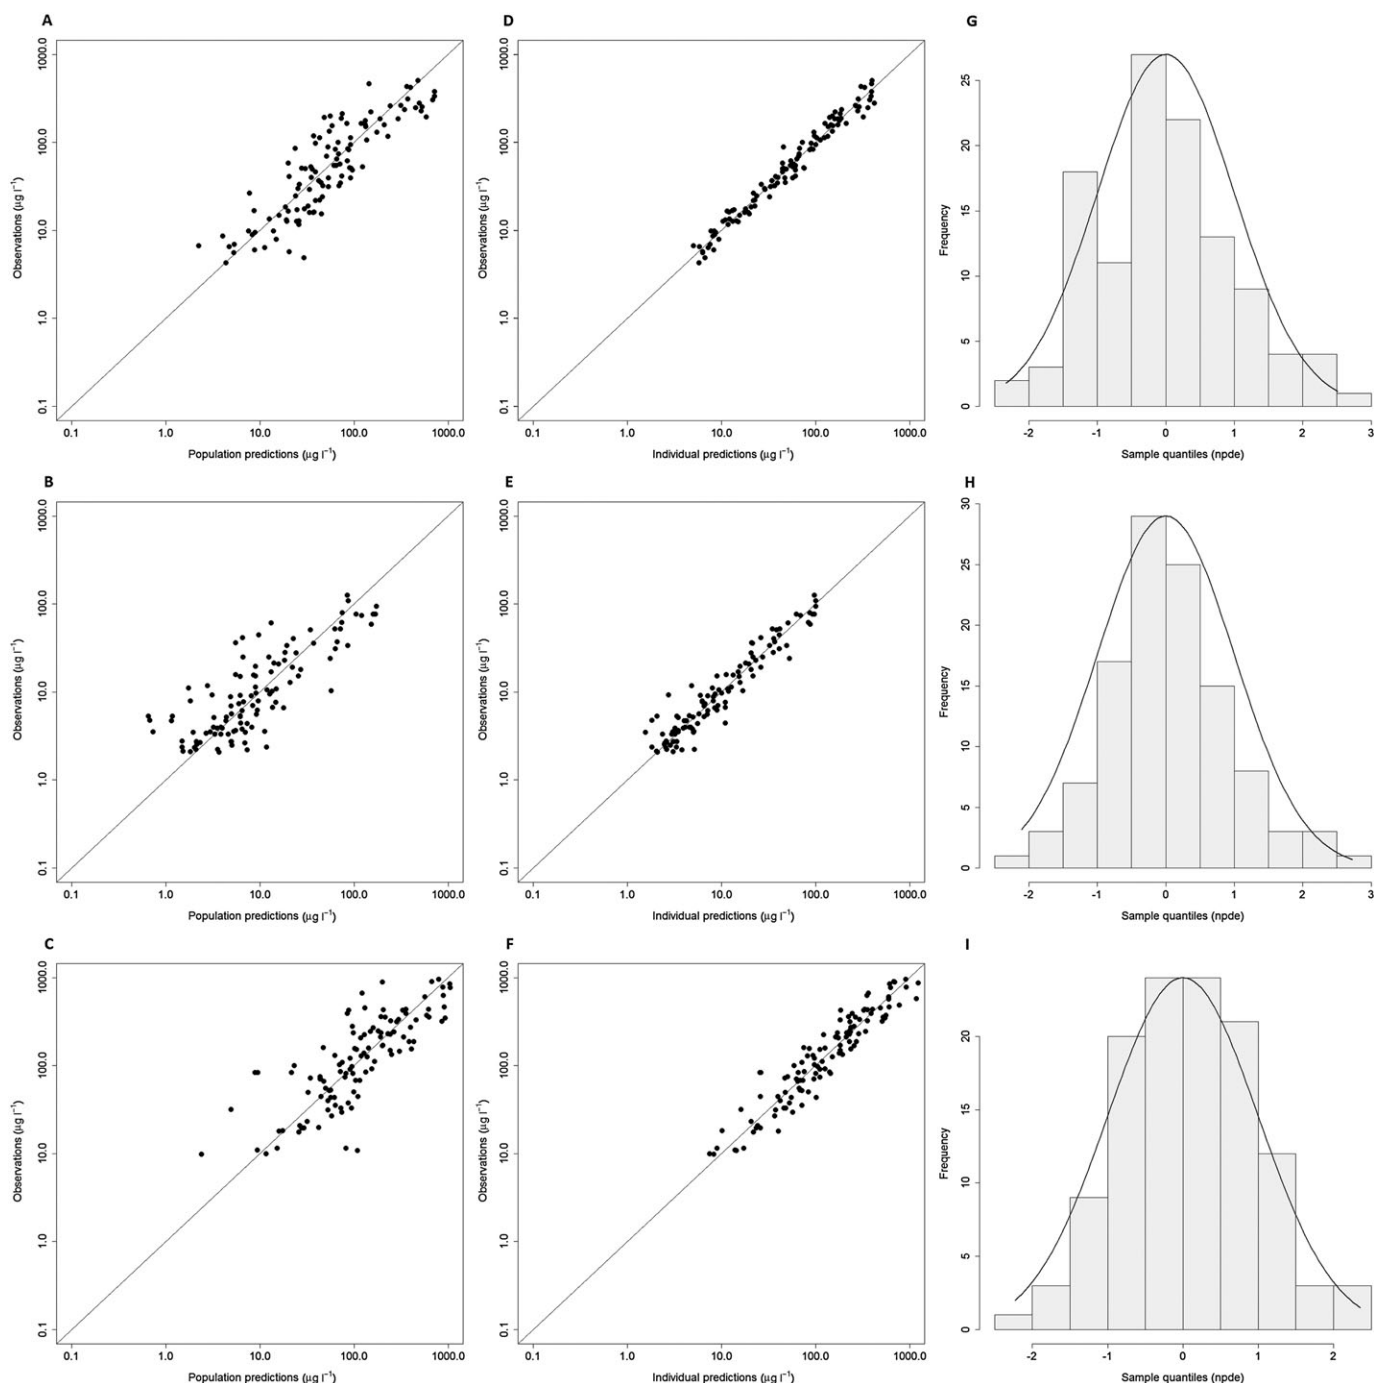 A
1000.0
100.0
10.0
1.0
0.1
Observations (µg l⁻¹)
0.1 1.0 10.0 100.0 1000.0
Population predictions (µg l⁻¹)
D
1000.0
100.0
10.0
1.0
0.1
Observations (µg l⁻¹)
0.1 1.0 10.0 100.0 1000.0
Individual predictions (µg l⁻¹)
G
25
20
15
10
5
0
Frequency
-2 -1 0 1 2 3
Sample quantiles (npde)
B
1000.0
100.0
10.0
1.0
0.1
Observations (µg l⁻¹)
0.1 1.0 10.0 100.0 1000.0
Population predictions (µg l⁻¹)
E
1000.0
100.0
10.0
1.0
0.1
Observations (µg l⁻¹)
0.1 1.0 10.0 100.0 1000.0
Individual predictions (µg l⁻¹)
H
30
25
20
15
10
5
0
Frequency
-2 -1 0 1 2 3
Sample quantiles (npde)
C
1000.0
100.0
10.0
1.0
0.1
Observations (µg l⁻¹)
0.1 1.0 10.0 100.0 1000.0
Population predictions (µg l⁻¹)
F
1000.0
100.0
10.0
1.0
0.1
Observations (µg l⁻¹)
0.1 1.0 10.0 100.0 1000.0
Individual predictions (µg l⁻¹)
I
20
15
10
5
0
Frequency
-2 -1 0 1 2
Sample quantiles (npde)